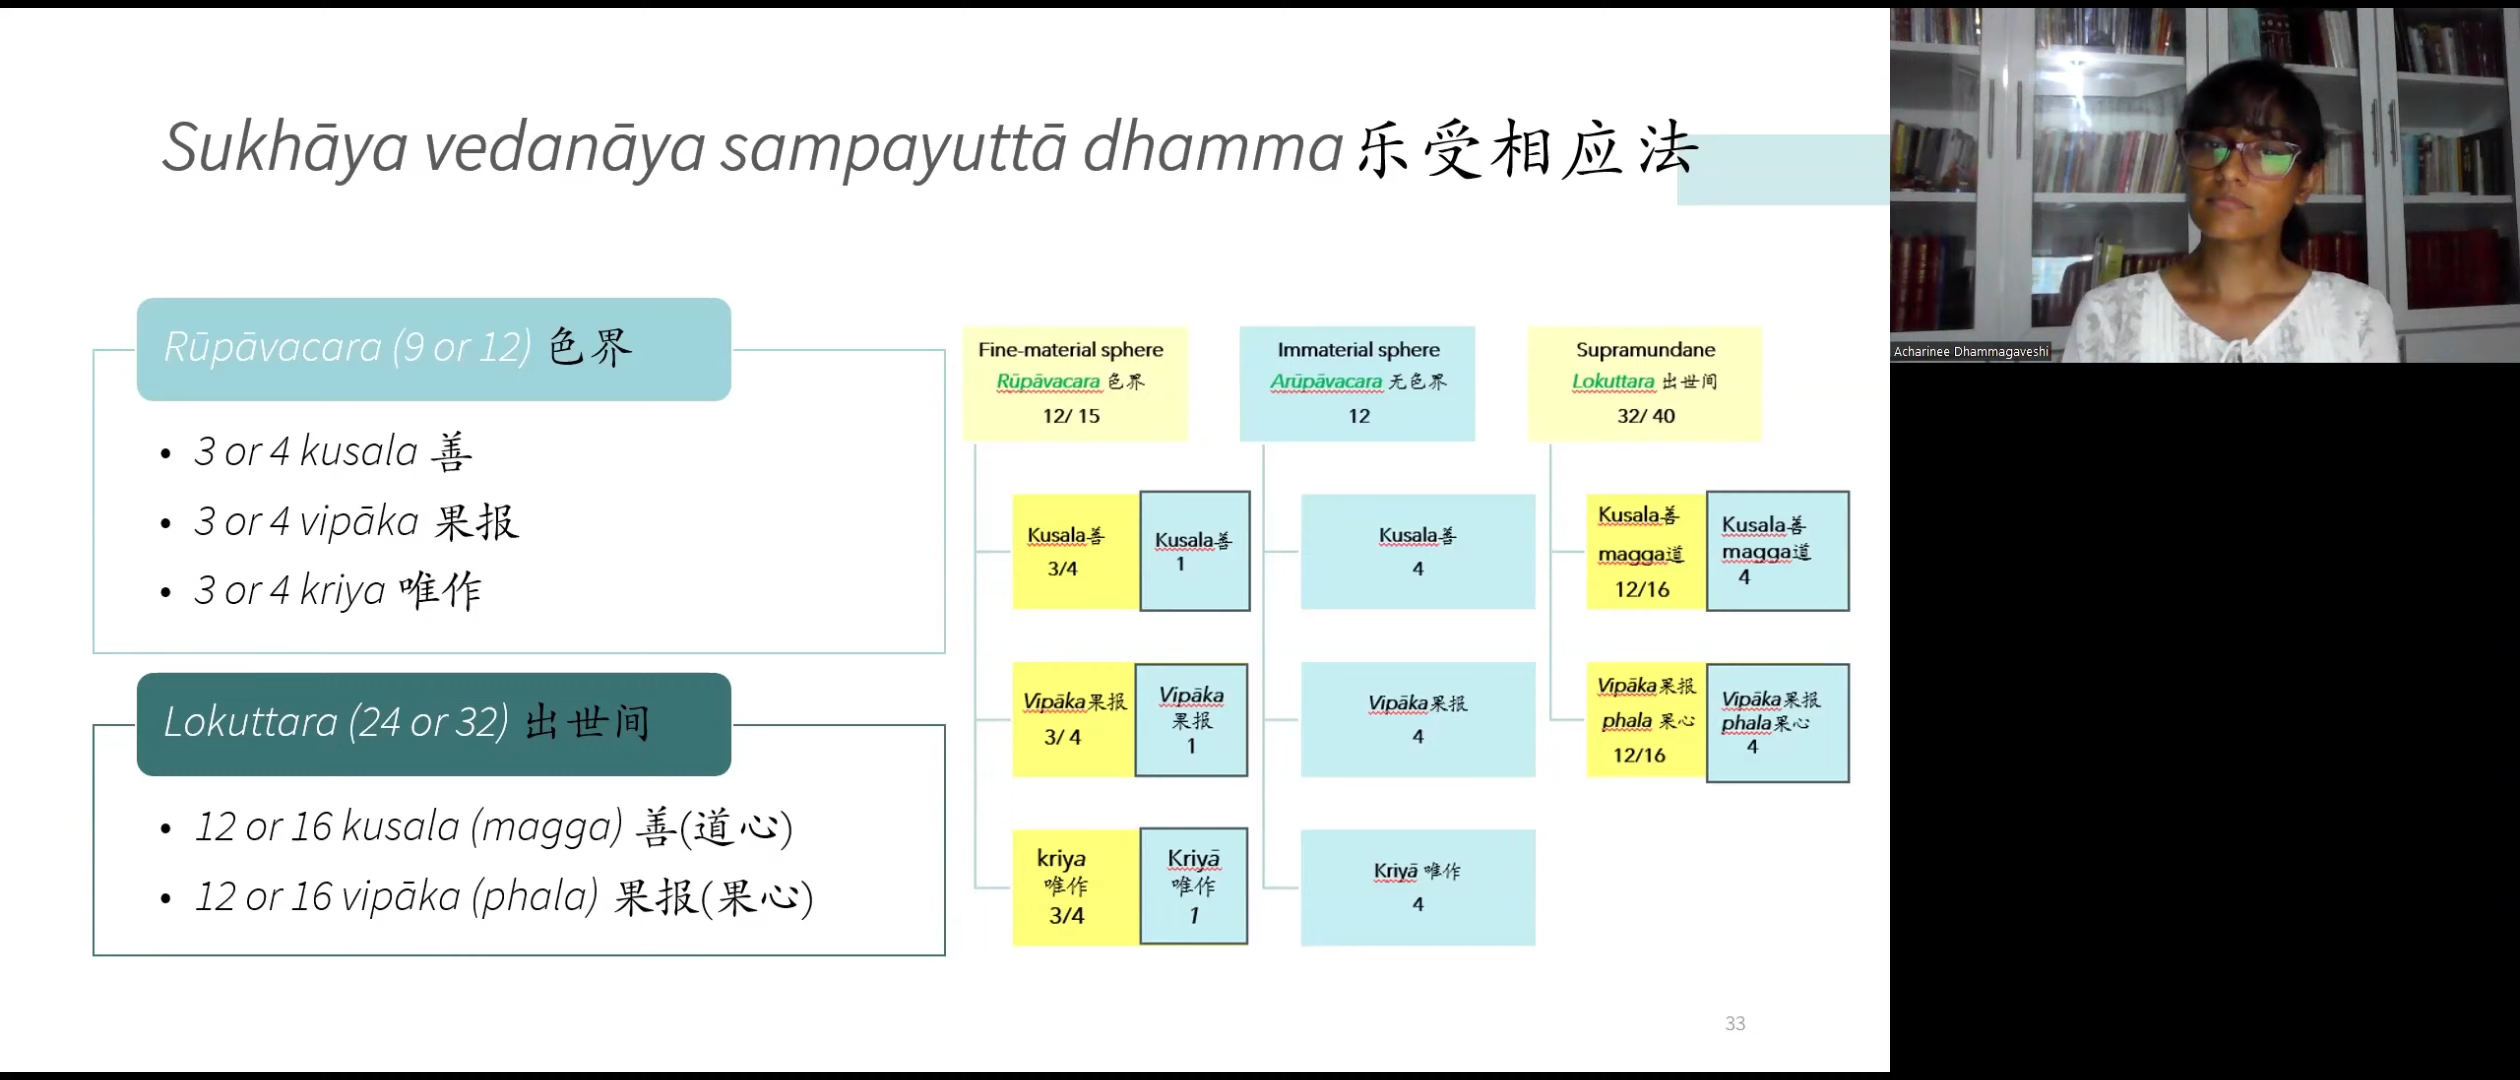 Sukhāya vedanāya sampayuttā dhamma 乐受相应法
Rūpāvacara (9 or 12) 色界
• 3 or 4 kusala 善
• 3 or 4 vipāka 果报
• 3 or 4 kriya 唯作
Lokuttara (24 or 32) 出世间
• 12 or 16 kusala (magga) 善(道心)
• 12 or 16 vipāka (phala) 果报(果心)
Fine-material sphere
Rūpāvacara 色界
12/ 15
Kusala善
3/4
Kusala善
1
Vipāka果报
3/ 4
Vipāka
果报
1
kriya
唯作
3/4
Kriyā
唯作
1
Immaterial sphere
Arūpāvacara 无色界
12
Kusala善
4
Vipāka果报
4
Kriyā 唯作
4
Supramundane
Lokuttara 出世间
32/ 40
Kusala善
magga道
12/16
Kusala善
magga道
4
Vipāka果报
phala 果心
12/16
Vipāka果报
phala果心
4
33
Acharinee Dhammagaveshi